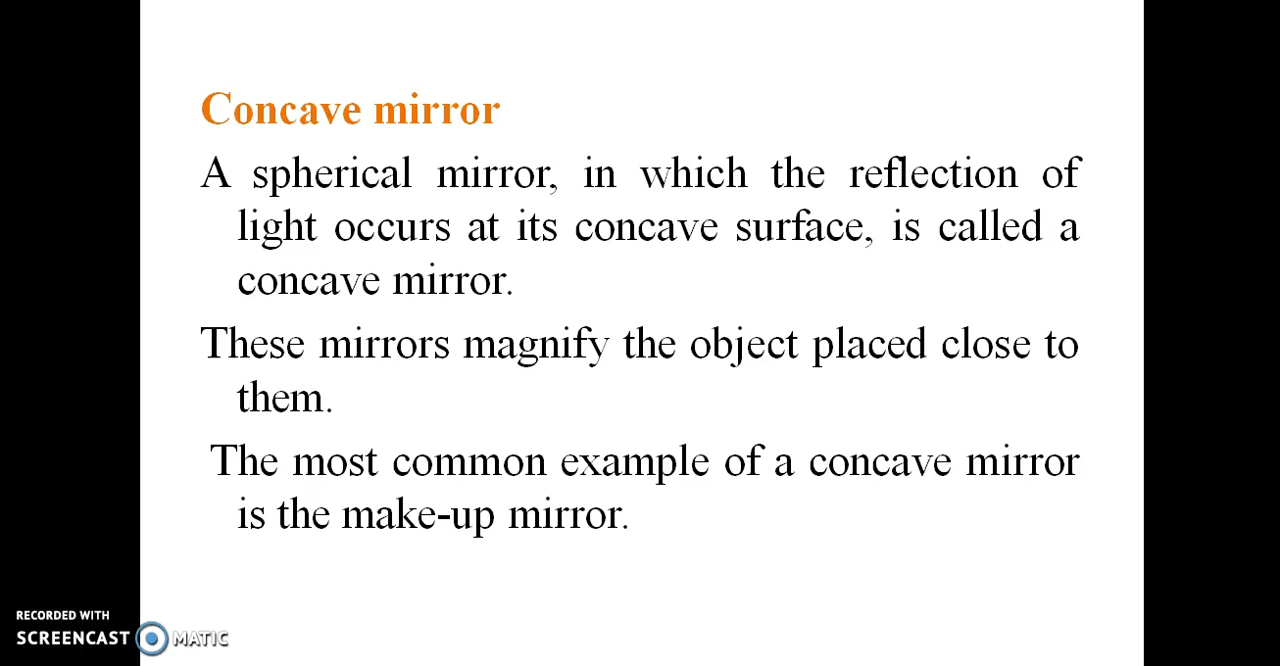 Concave mirror
A spherical mirror, in which the reflection of
light occurs at its concave surface, is called a
concave mirror.
These mirrors magnify the object placed close to
them.
The most common example of a concave mirror
is the make-up mirror.
RECORDED WITH
SCREENCAST MATIC